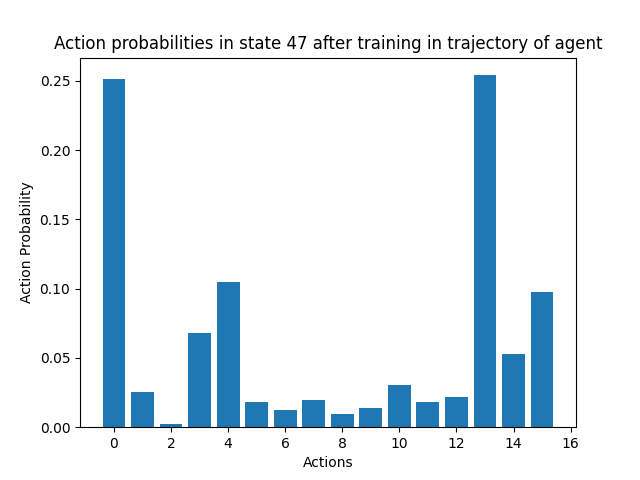 Action probabilities in state 47 after training in trajectory of agent
0.25
0.20
0.15
0.10
0.05
0.00
Action Probability
0 2 4 6 8 10 12 14 16
Actions